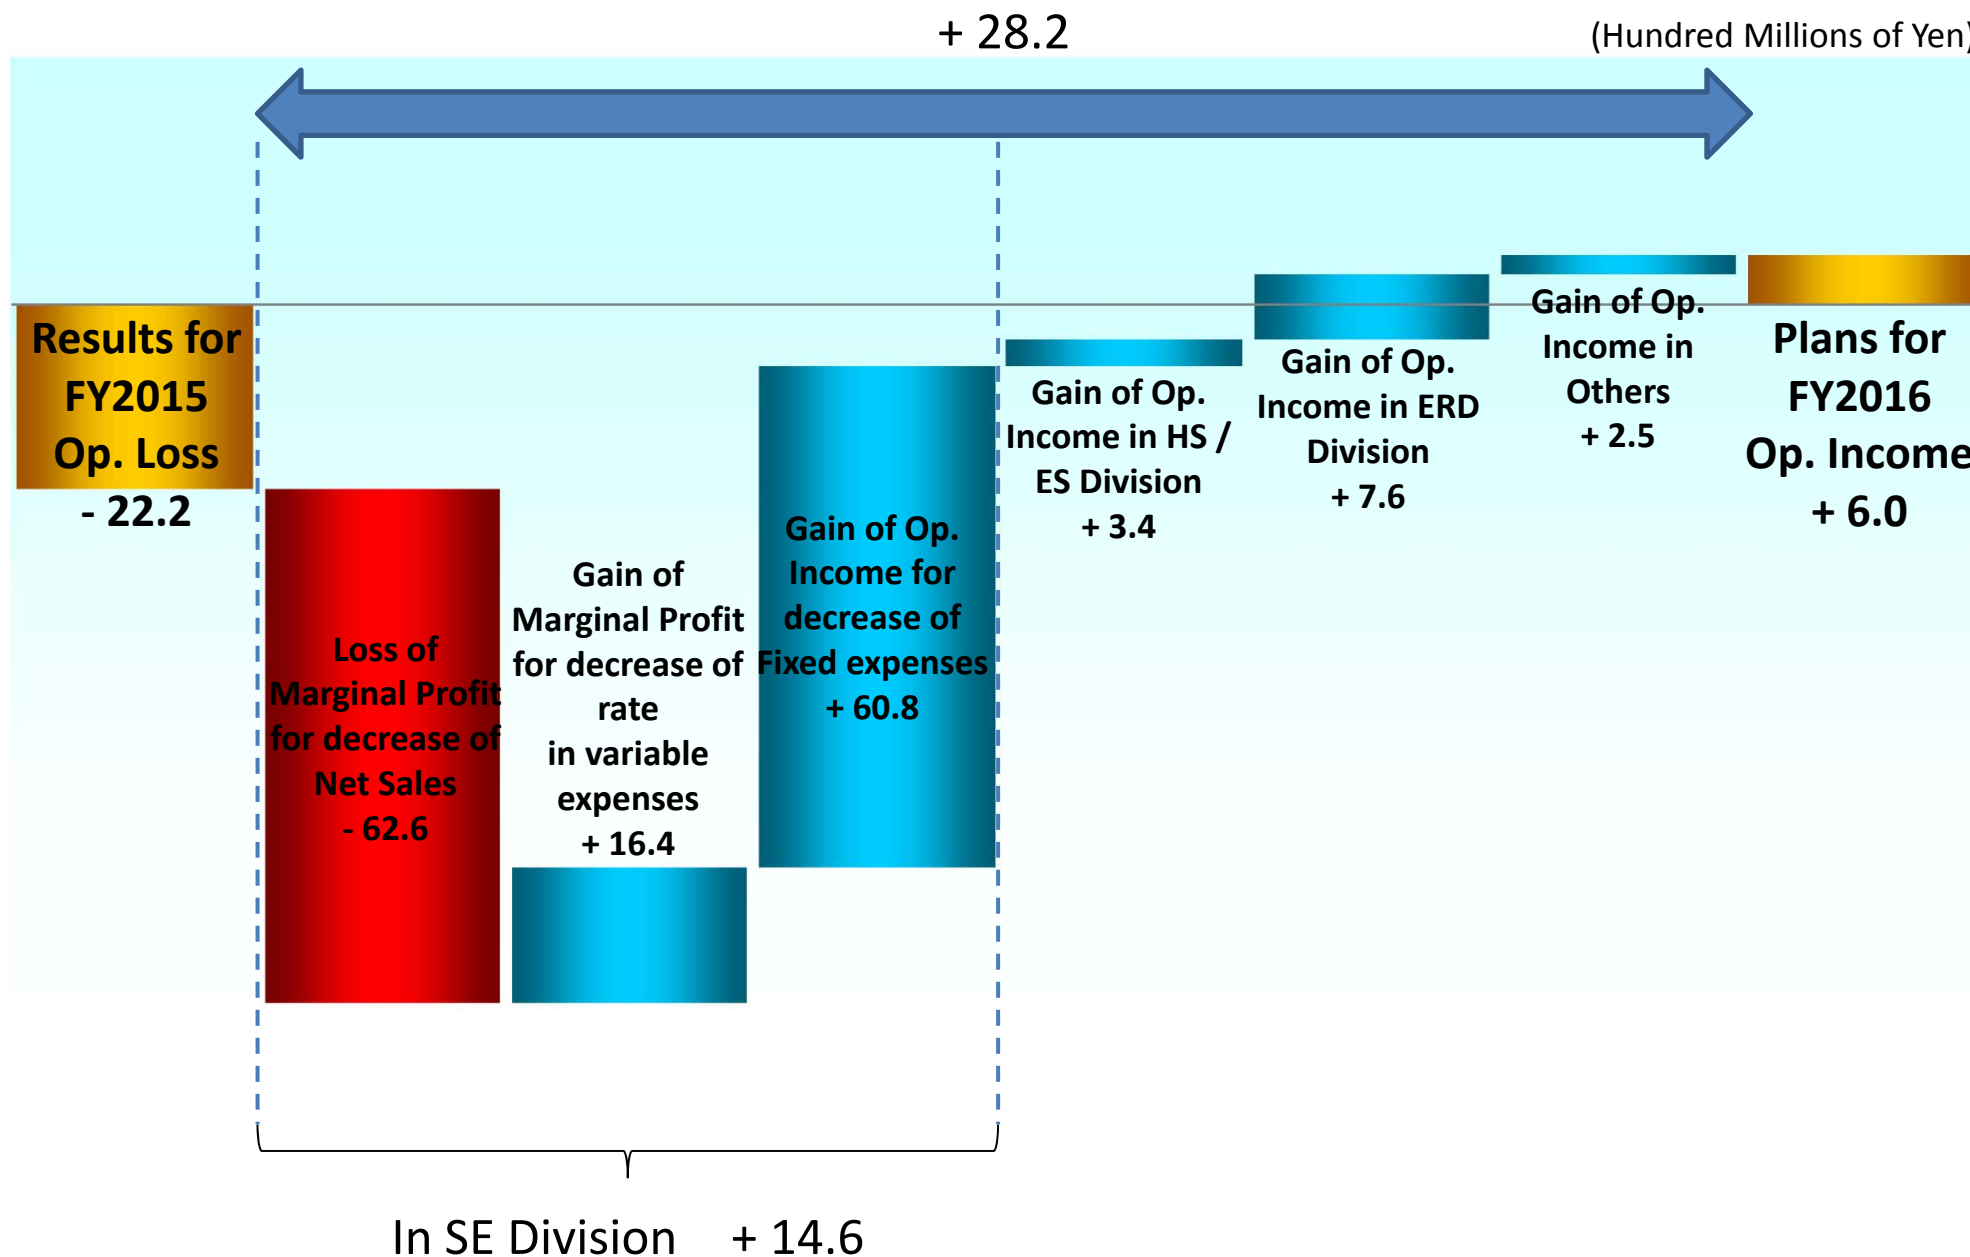 + 28.2
(Hundred Millions of Yen)
Results for
FY2015
Op. Loss
- 22.2
Loss of
Marginal Profit
for decrease of
Net Sales
- 62.6
Gain of
Marginal Profit
for decrease of
rate
in variable
expenses
+ 16.4
Gain of Op.
Income for
decrease of
Fixed expenses
+ 60.8
Gain of Op.
Income in HS /
ES Division
+ 3.4
Gain of Op.
Income in ERD
Division
+ 7.6
Gain of Op.
Income in
Others
+ 2.5
Plans for
FY2016
Op. Income
+ 6.0
In SE Division + 14.6